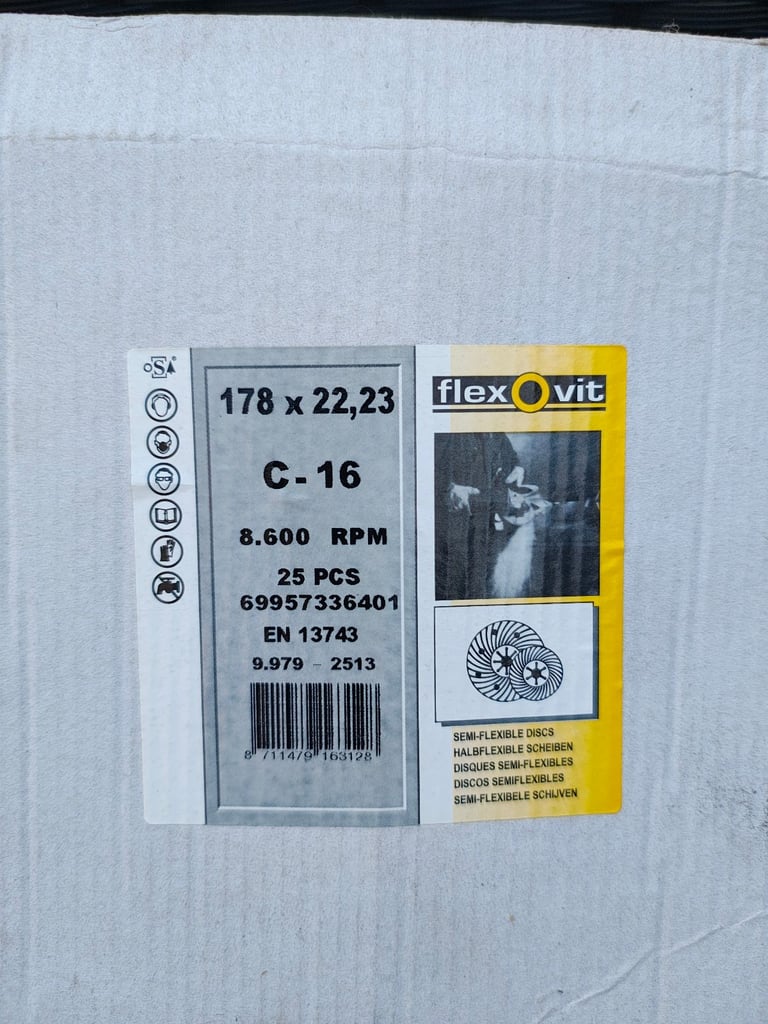 oSA®
178 x 22,23
C-16
8.600 RPM
25 PCS
69957336401
EN 13743
9.979 - 2513
8 711479 163128
flexOvit
SEMI-FLEXIBLE DISCS
HALBFLEXIBLE SCHEIBEN
DISQUES SEMI-FLEXIBLES
DISCOS SEMIFLEXIBLES
SEMI-FLEXIBELE SCHIJVEN